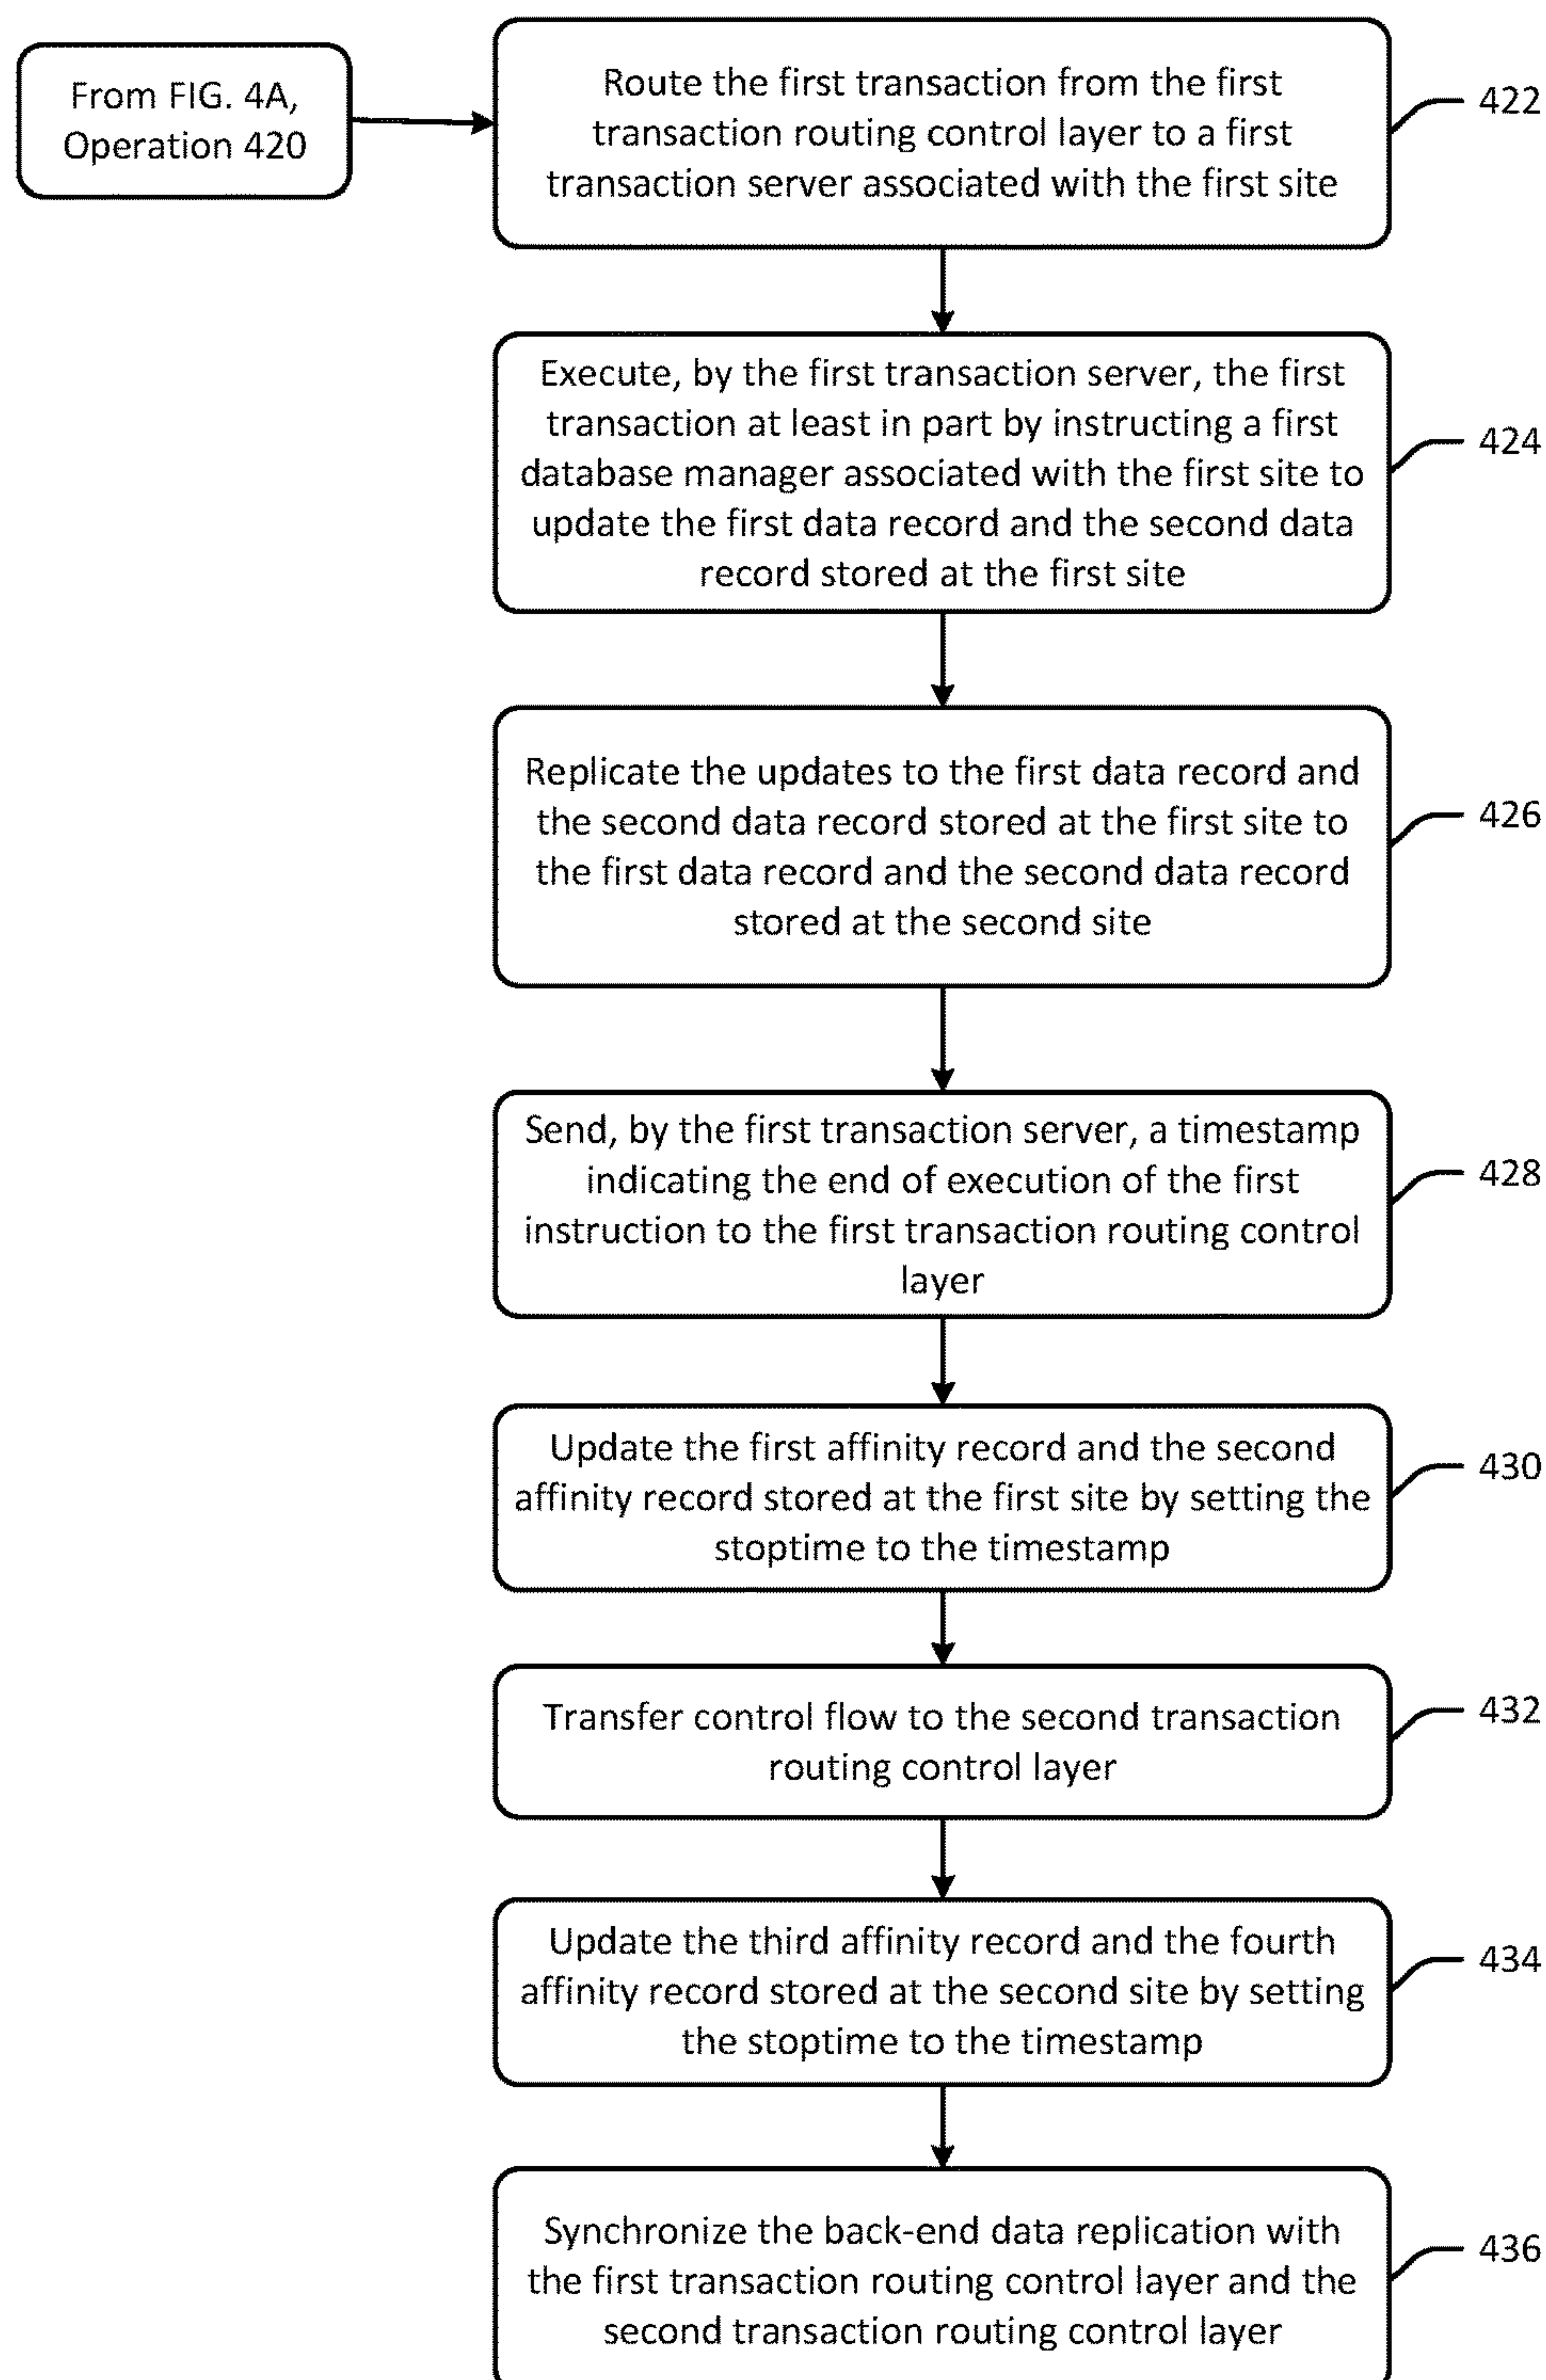 From FIG. 4A,
Operation 420
Route the first transaction from the first
transaction routing control layer to a first
transaction server associated with the first site
422
Execute, by the first transaction server, the first
transaction at least in part by instructing a first
database manager associated with the first site to
update the first data record and the second data
record stored at the first site
424
Replicate the updates to the first data record and
the second data record stored at the first site to
the first data record and the second data record
stored at the second site
426
Send, by the first transaction server, a timestamp
indicating the end of execution of the first
instruction to the first transaction routing control
layer
428
Update the first affinity record and the second
affinity record stored at the first site by setting the
stoptime to the timestamp
430
Transfer control flow to the second transaction
routing control layer
432
Update the third affinity record and the fourth
affinity record stored at the second site by setting
the stoptime to the timestamp
434
Synchronize the back-end data replication with
the first transaction routing control layer and the
second transaction routing control layer
436